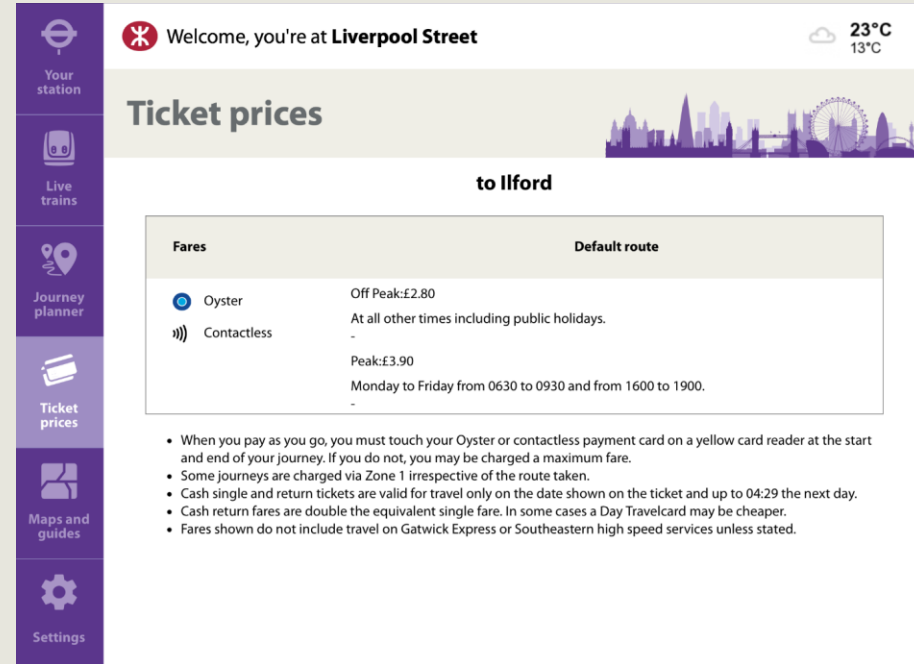 Your
station
Live
trains
Journey
planner
Ticket
prices
Maps and
guides
Settings
Welcome, you're at Liverpool Street
23°C
13°C
Ticket prices
to Ilford
Fares
Default route
Oyster
Contactless
Off Peak:£2.80
At all other times including public holidays.
-
Peak:£3.90
Monday to Friday from 0630 to 0930 and from 1600 to 1900.
-
• When you pay as you go, you must touch your Oyster or contactless payment card on a yellow card reader at the start
and end of your journey. If you do not, you may be charged a maximum fare.
• Some journeys are charged via Zone 1 irrespective of the route taken.
• Cash single and return tickets are valid for travel only on the date shown on the ticket and up to 04:29 the next day.
• Cash return fares are double the equivalent single fare. In some cases a Day Travelcard may be cheaper.
• Fares shown do not include travel on Gatwick Express or Southeastern high speed services unless stated.